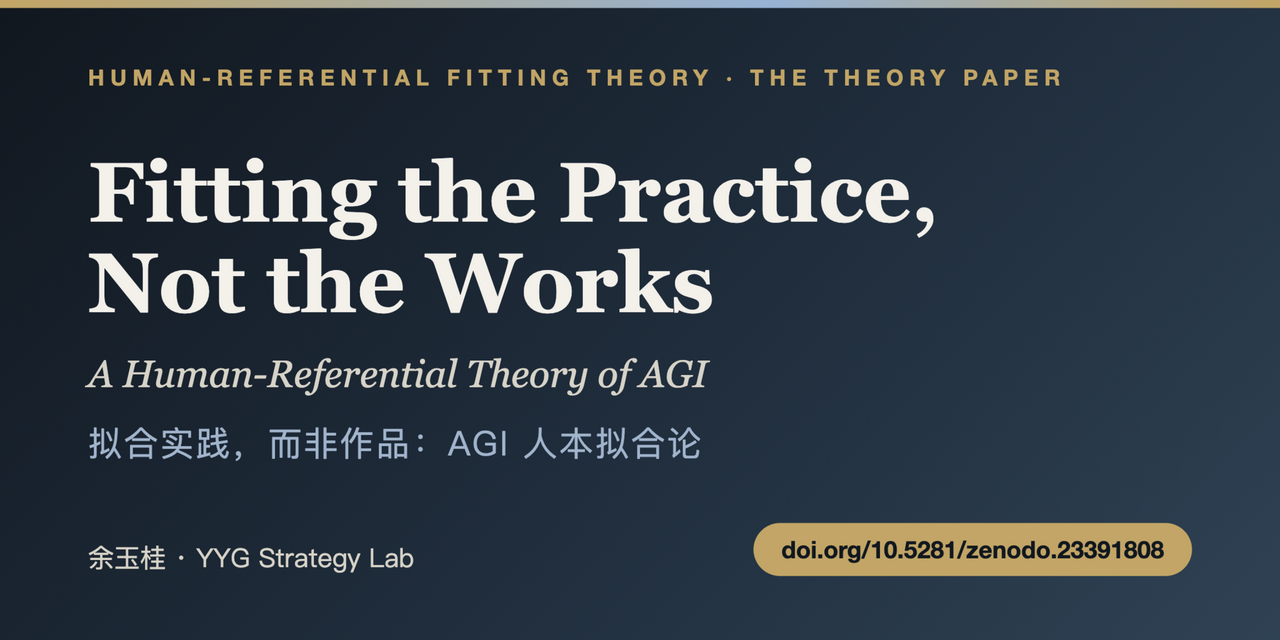 HUMAN-REFERENTIAL FITTING THEORY · THE THEORY PAPER
Fitting the Practice,
Not the Works
A Human-Referential Theory of AGI
拟合实践，而非作品：AGI 人本拟合论
余玉桂 · YYG Strategy Lab
doi.org/10.5281/zenodo.23391808